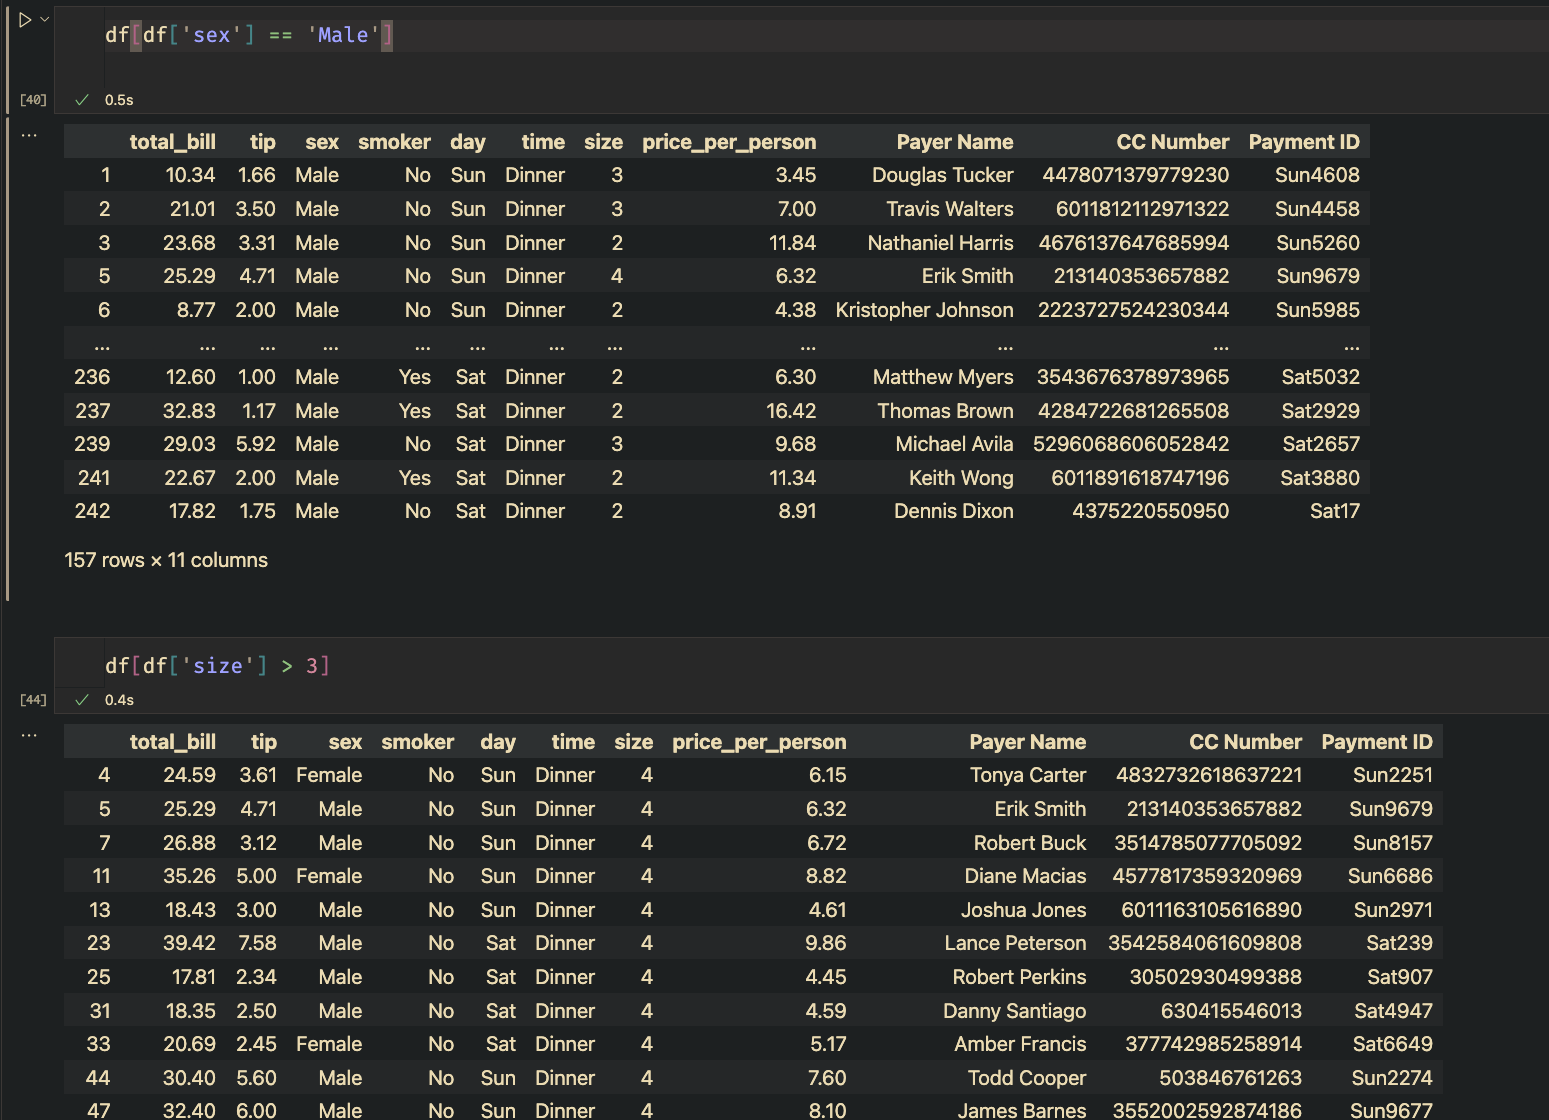 df[df['sex'] == 'Male']
[40] ✓ 0.5s
...
total_bill tip sex smoker day time size price_per_person Payer Name CC Number Payment ID
1 10.34 1.66 Male No Sun Dinner 3 3.45 Douglas Tucker 4478071379779230 Sun4608
2 21.01 3.50 Male No Sun Dinner 3 7.00 Travis Walters 6011812112971322 Sun4458
3 23.68 3.31 Male No Sun Dinner 2 11.84 Nathaniel Harris 4676137647685994 Sun5260
5 25.29 4.71 Male No Sun Dinner 4 6.32 Erik Smith 213140353657882 Sun9679
6 8.77 2.00 Male No Sun Dinner 2 4.38 Kristopher Johnson 2223727524230344 Sun5985
... ... ... ... ... ... ... ... ... ... ... ...
236 12.60 1.00 Male Yes Sat Dinner 2 6.30 Matthew Myers 3543676378973965 Sat5032
237 32.83 1.17 Male Yes Sat Dinner 2 16.42 Thomas Brown 4284722681265508 Sat2929
239 29.03 5.92 Male No Sat Dinner 3 9.68 Michael Avila 5296068606052842 Sat2657
241 22.67 2.00 Male Yes Sat Dinner 2 11.34 Keith Wong 6011891618747196 Sat3880
242 17.82 1.75 Male No Sat Dinner 2 8.91 Dennis Dixon 4375220550950 Sat17
157 rows × 11 columns
df[df['size'] > 3]
[44] ✓ 0.4s
...
total_bill tip sex smoker day time size price_per_person Payer Name CC Number Payment ID
4 24.59 3.61 Female No Sun Dinner 4 6.15 Tonya Carter 4832732618637221 Sun2251
5 25.29 4.71 Male No Sun Dinner 4 6.32 Erik Smith 213140353657882 Sun9679
7 26.88 3.12 Male No Sun Dinner 4 6.72 Robert Buck 3514785077705092 Sun8157
11 35.26 5.00 Female No Sun Dinner 4 8.82 Diane Macias 4577817359320969 Sun6686
13 18.43 3.00 Male No Sun Dinner 4 4.61 Joshua Jones 6011163105616890 Sun2971
23 39.42 7.58 Male No Sat Dinner 4 9.86 Lance Peterson 3542584061609808 Sat239
25 17.81 2.34 Male No Sat Dinner 4 4.45 Robert Perkins 30502930499388 Sat907
31 18.35 2.50 Male No Sat Dinner 4 4.59 Danny Santiago 630415546013 Sat4947
33 20.69 2.45 Female No Sat Dinner 4 5.17 Amber Francis 377742985258914 Sat6649
44 30.40 5.60 Male No Sun Dinner 4 7.60 Todd Cooper 503846761263 Sun2274
47 32.40 6.00 Male No Sun Dinner 4 8.10 James Barnes 3552002592874186 Sun9677